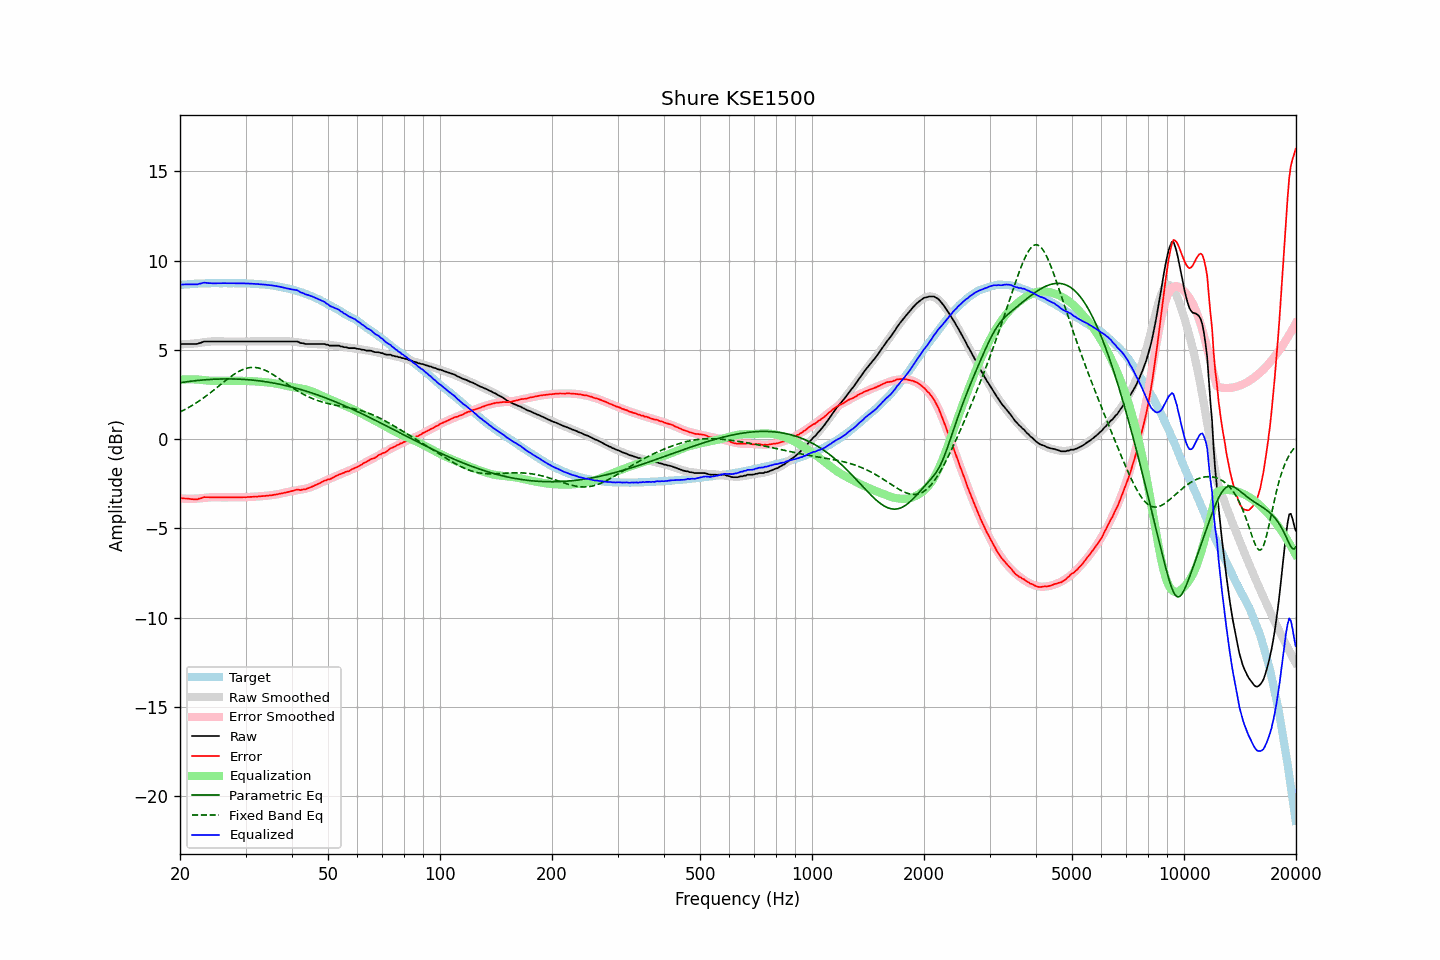 Shure KSE1500
Amplitude (dBr)
15
10
5
0
−5
−10
−15
−20
Target
Raw Smoothed
Error Smoothed
Raw
Error
Equalization
Parametric Eq
Fixed Band Eq
Equalized
20 50 100 200 500 1000 2000 5000 10000 20000
Frequency (Hz)